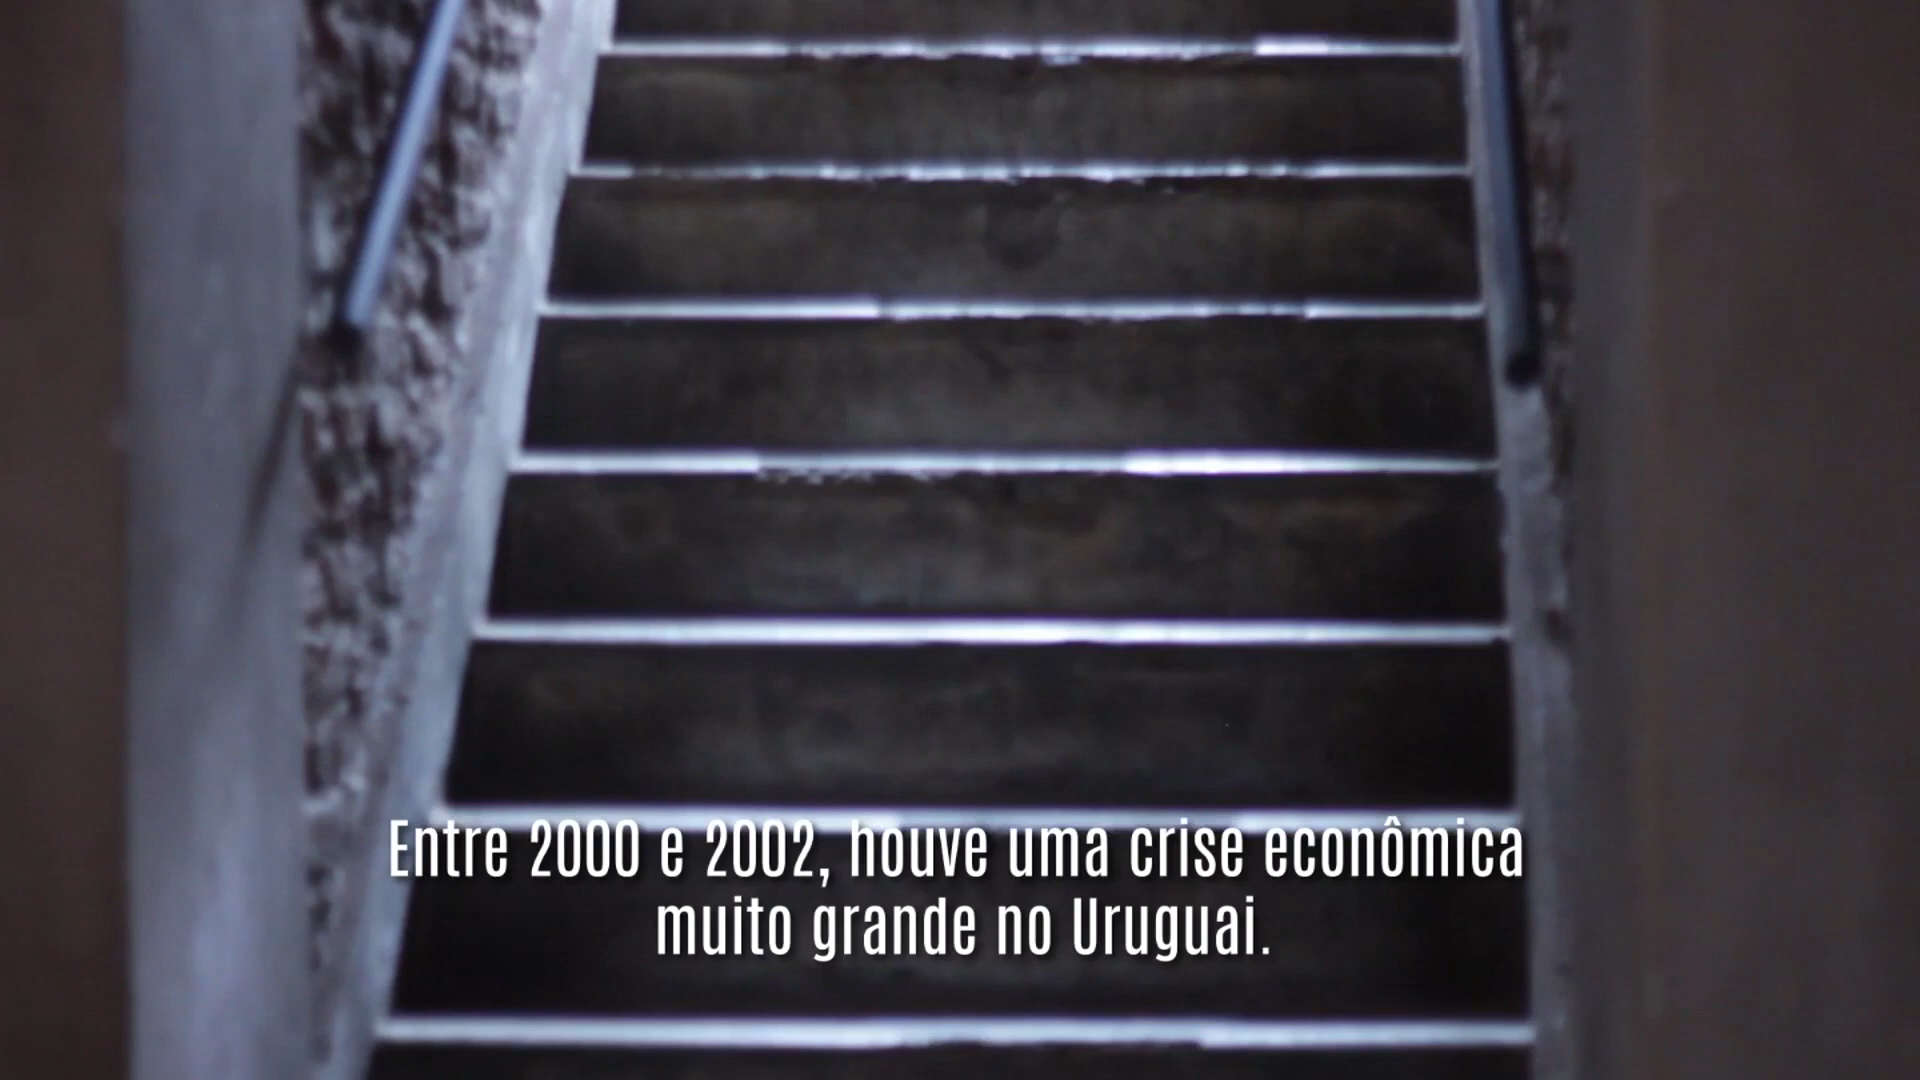 Entre 2000 e 2002, houve uma crise econômica
muito grande no Uruguai.